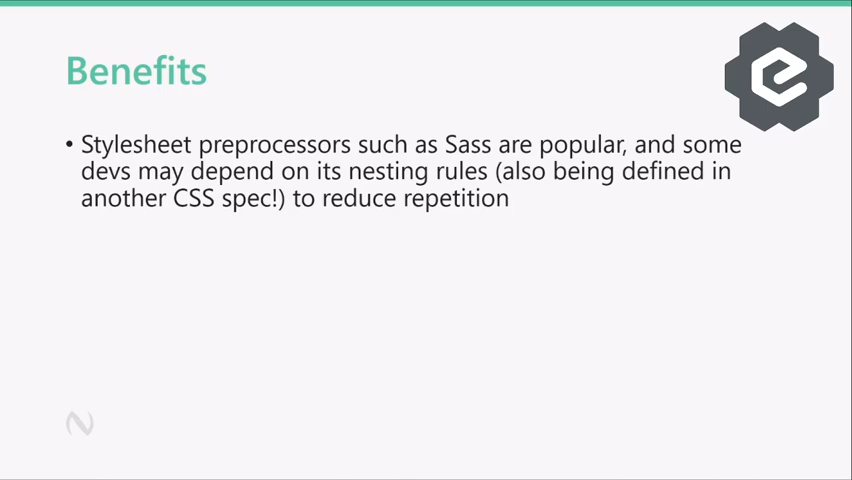 Benefits
• Stylesheet preprocessors such as Sass are popular, and some
devs may depend on its nesting rules (also being defined in
another CSS spec!) to reduce repetition